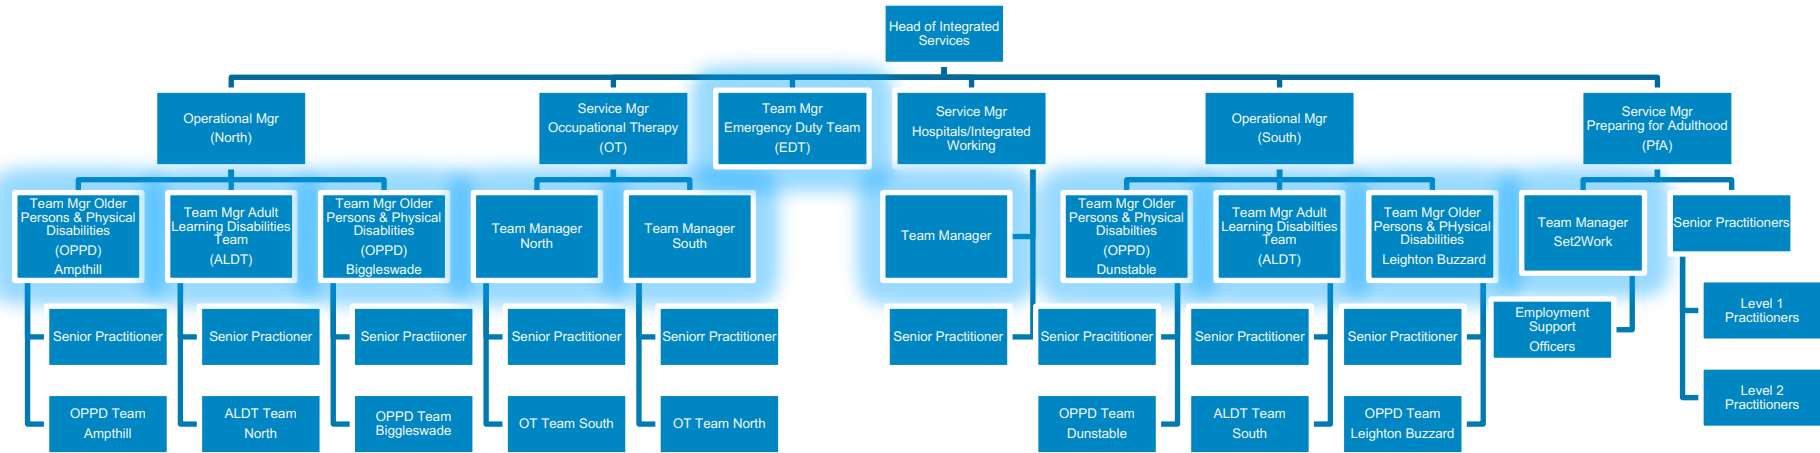 Head of Integrated
Services
Operational Mgr
(North)
Service Mgr
Occupational Therapy
(OT)
Team Mgr
Emergency Duty Team
(EDT)
Service Mgr
Hospitals/Integrated
Working
Operational Mgr
(South)
Service Mgr
Preparing for Adulthood
(PfA)
Team Mgr Older
Persons & Physical
Disabilities
(OPPD)
Ampthill
Team Mgr Adult
Learning Disabilities
Team
(ALDT)
Team Mgr Older
Persons & Physical
Disablities
(OPPD)
Biggleswade
Team Manager
North
Team Manager
South
Team Manager
Team Mgr Older
Persons & Physical
Disabilties
(OPPD)
Dunstable
Team Mgr Adult
Learning Disabilties
Team
(ALDT)
Team Mgr Older
Persons & PHysical
Disabilities
Leighton Buzzard
Team Manager
Set2Work
Senior Practitioners
Senior Practitioner
Senior Practitioner
Senior Practiioner
Senior Practitioner
Seniorr Practitioner
Senior Practitioner
Senior Pracititioner
Senior Practitioner
Senior Practitioner
Employment
Support
Officers
Level 1
Practitioners
OPPD Team
Ampthill
ALDT Team
North
OPPD Team
Biggleswade
OT Team South
OT Team North
OPPD Team
Dunstable
ALDT Team
South
OPPD Team
Leighton Buzzard
Level 2
Practitioners